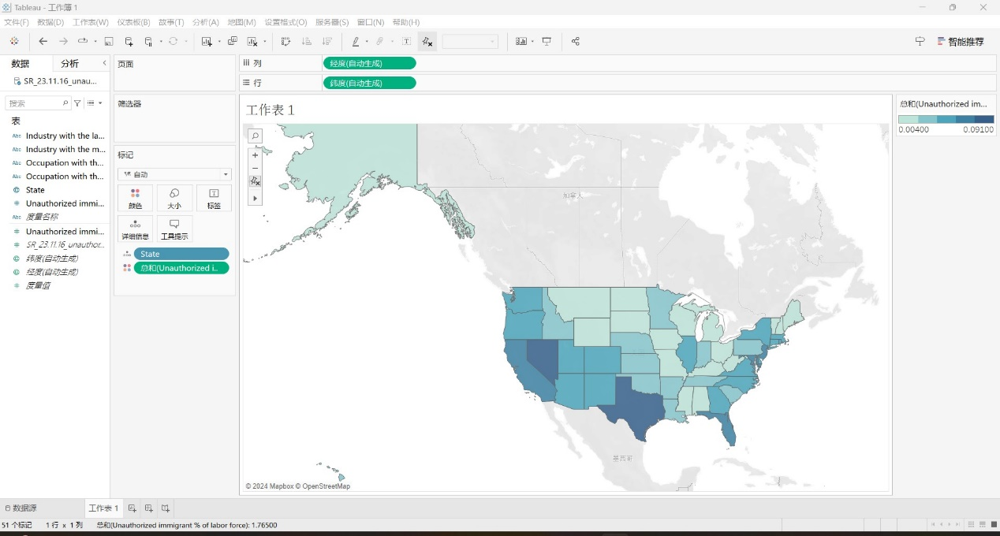 Tableau - 工作簿 1
文件(F) 数据(D) 工作表(W) 仪表板(B) 故事(T) 分析(A) 地图(M) 设置格式(O) 服务器(S) 窗口(N) 帮助(H)
智能推荐
数据 分析
SR_23.11.16_unau...
搜索
表
Abc Industry with the la...
Abc Industry with the m...
Abc Occupation with th...
Abc Occupation with th...
State
# Unauthorized immi...
Abc 度量名称
# Unauthorized immi...
# SR_23.11.16_unauthor...
纬度(自动生成)
经度(自动生成)
# 度量值
页面
筛选器
标记
自动
颜色 大小 标签
详细信息 工具提示
State
总和(Unauthorized i..
列 经度(自动生成)
行 纬度(自动生成)
工作表 1
加拿大
墨西哥
© 2024 Mapbox © OpenStreetMap
总和(Unauthorized im...
0.00400 0.09100
数据源 工作表 1
51 个标记 1 行 x 1 列 总和(Unauthorized immigrant % of labor force): 1.76500